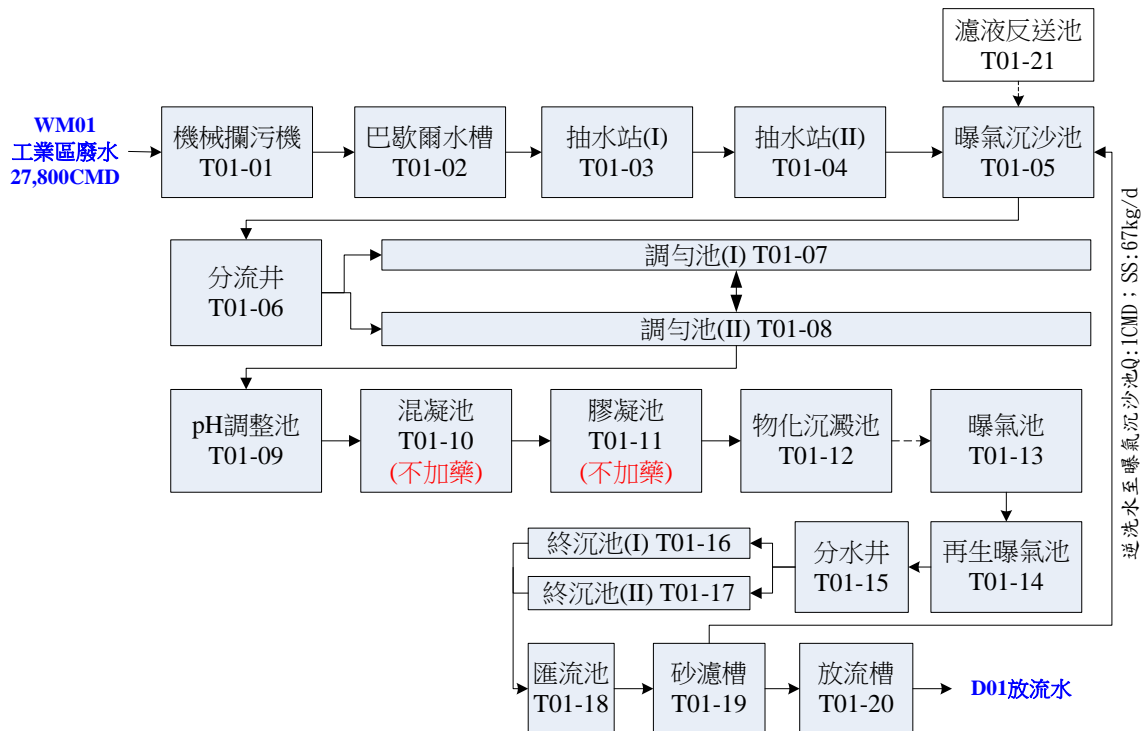 濾液反送池
T01-21
WM01
工業區廢水
27,800CMD
機械攔污機
T01-01
巴歇爾水槽
T01-02
抽水站(I)
T01-03
抽水站(II)
T01-04
曝氣沉沙池
T01-05
分流井
T01-06
調勻池(I) T01-07
調勻池(II) T01-08
逆洗水至曝氣沉沙池Q:1CMD；SS:67kg/d
pH調整池
T01-09
混凝池
T01-10
(不加藥)
膠凝池
T01-11
(不加藥)
物化沉澱池
T01-12
曝氣池
T01-13
終沉池(I) T01-16
終沉池(II) T01-17
分水井
T01-15
再生曝氣池
T01-14
匯流池
T01-18
砂濾槽
T01-19
放流槽
T01-20
D01放流水